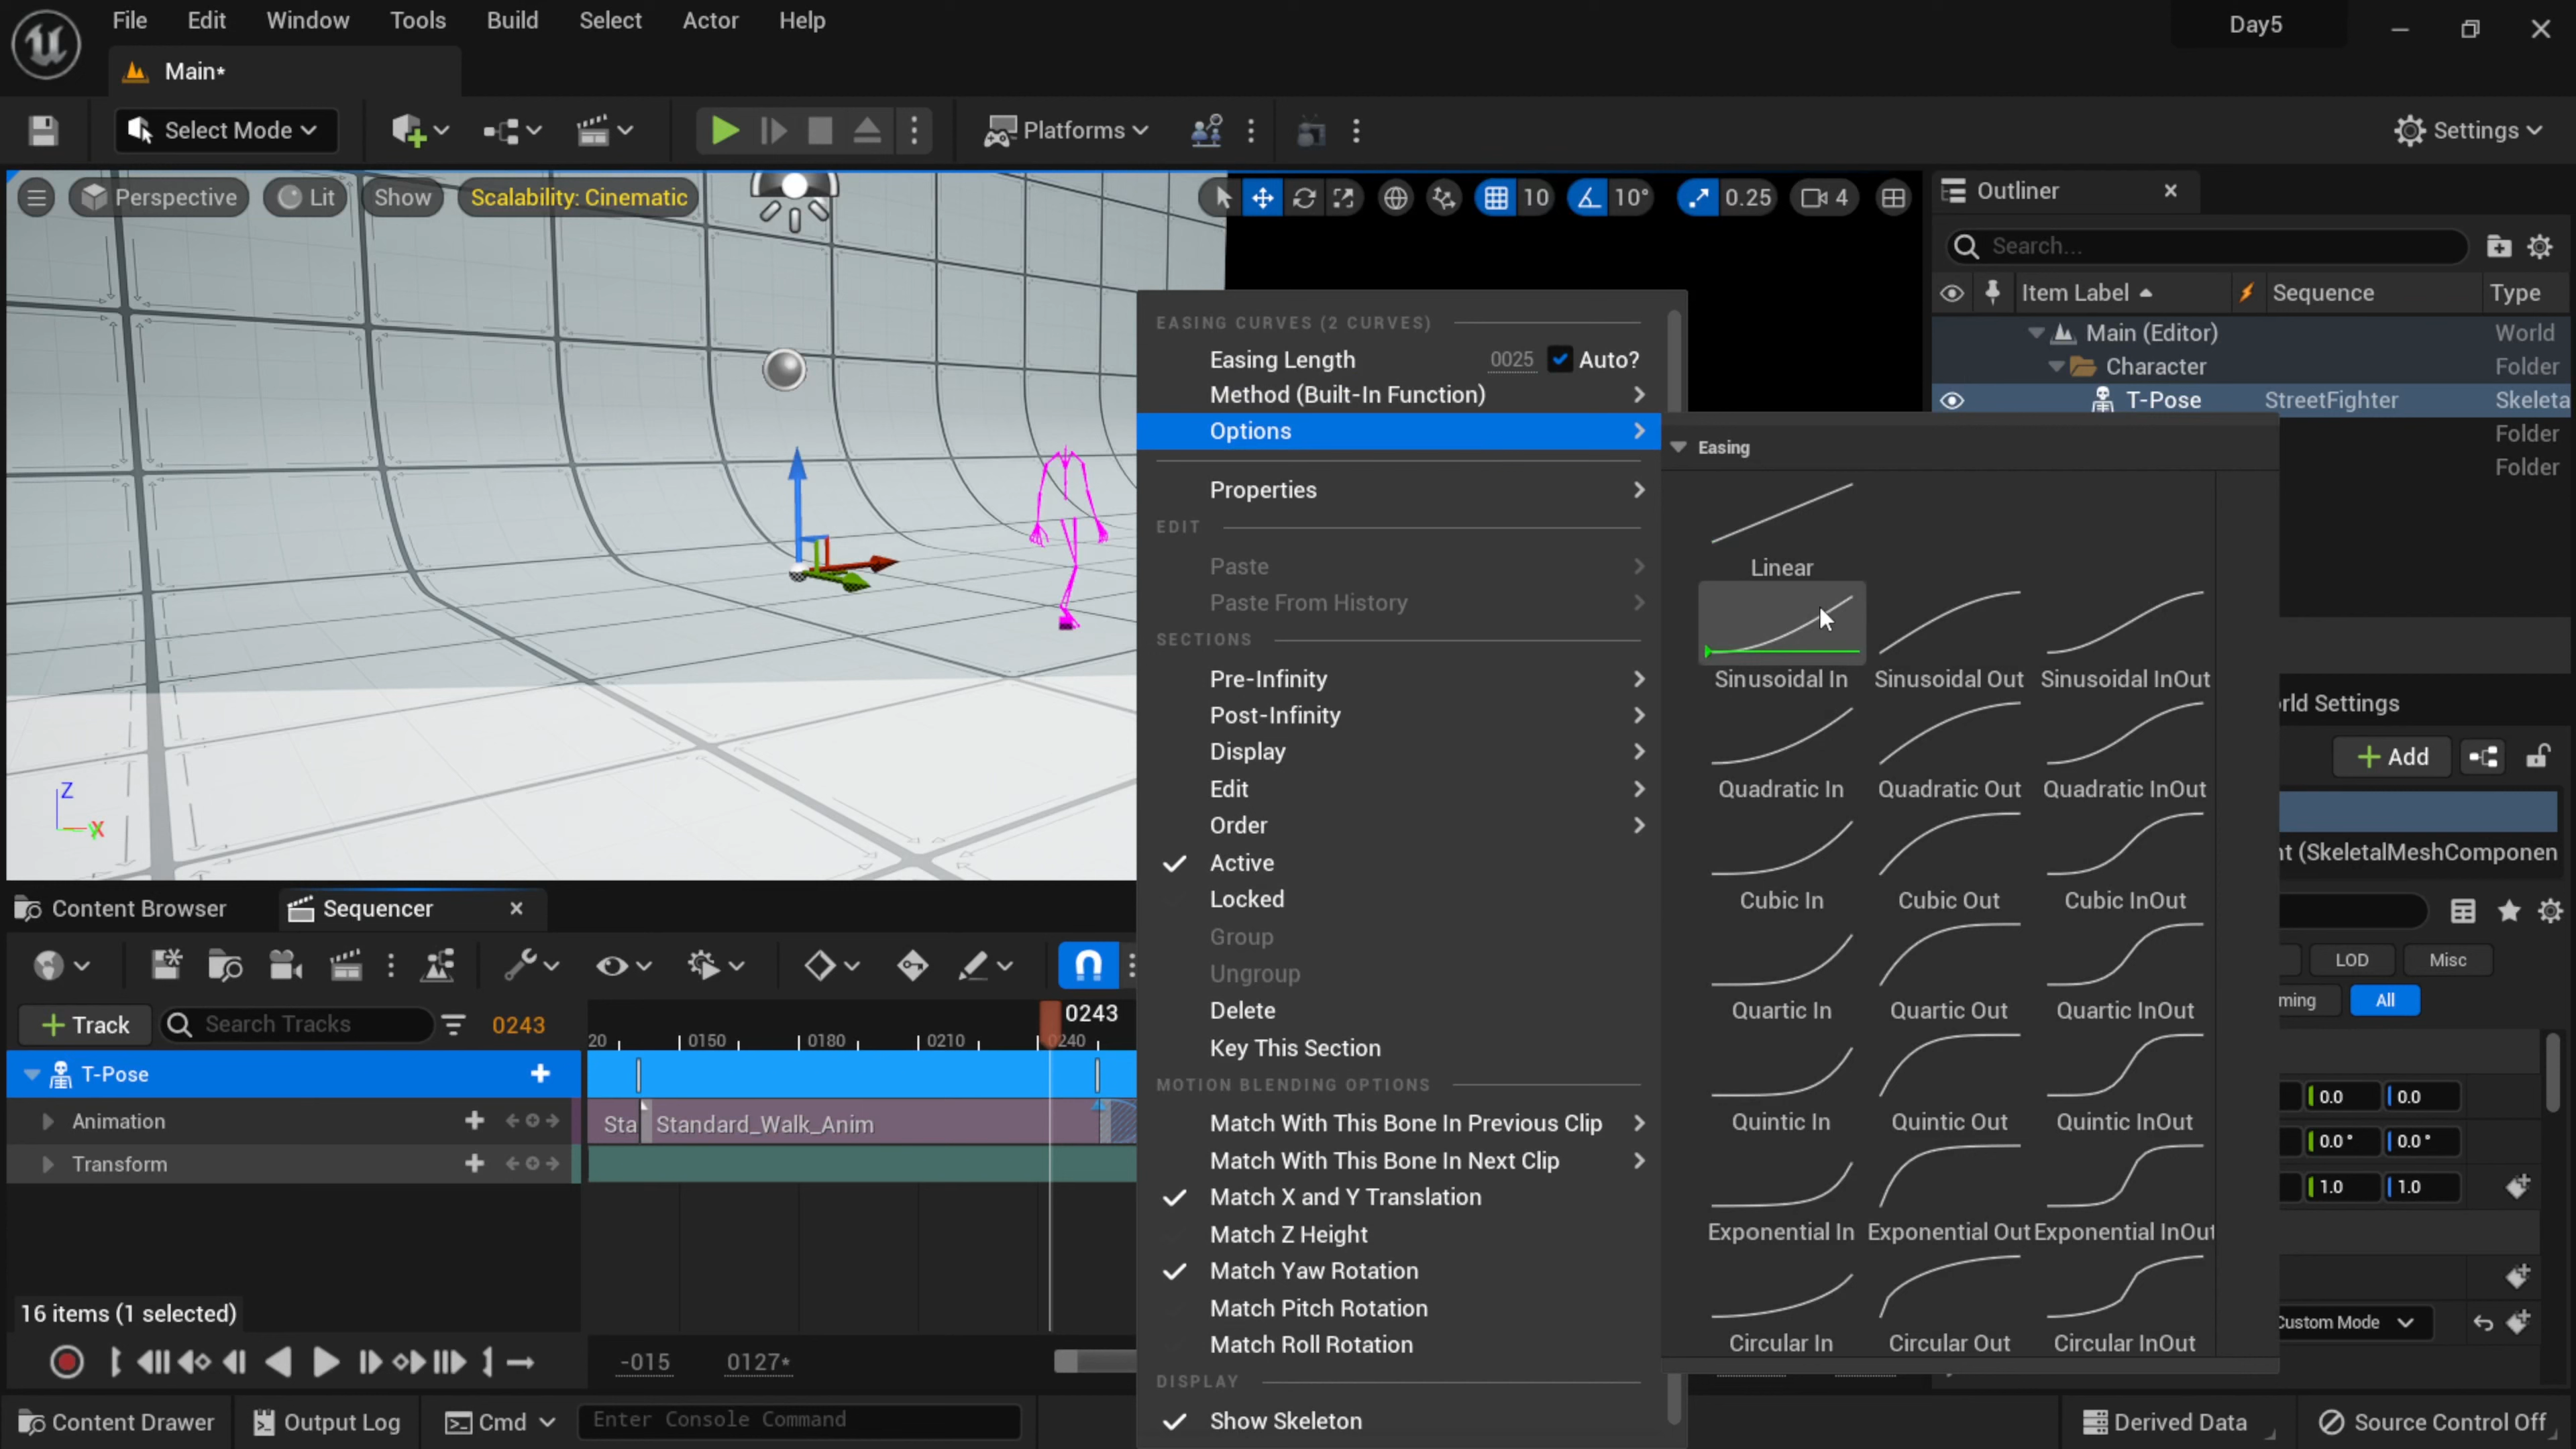 File Edit Window Tools Build Select Actor Help
Day5
Main*
Select Mode
Platforms
Settings
Perspective Lit Show Scalability: Cinematic
10 10° 0.25 4
Outliner
Search...
Item Label Sequence Type
Main (Editor) World
Character Folder
T-Pose StreetFighter Skeleta
Folder
Folder
EASING CURVES (2 CURVES)
Easing Length 0025 Auto?
Method (Built-In Function)
Options
Properties
EDIT
Paste
Paste From History
SECTIONS
Pre-Infinity
Post-Infinity
Display
Edit
Order
Active
Locked
Group
Ungroup
Delete
Key This Section
MOTION BLENDING OPTIONS
Match With This Bone In Previous Clip
Match With This Bone In Next Clip
Match X and Y Translation
Match Z Height
Match Yaw Rotation
Match Pitch Rotation
Match Roll Rotation
DISPLAY
Show Skeleton
Easing
Linear
Sinusoidal In Sinusoidal Out Sinusoidal InOut
Quadratic In Quadratic Out Quadratic InOut
Cubic In Cubic Out Cubic InOut
Quartic In Quartic Out Quartic InOut
Quintic In Quintic Out Quintic InOut
Exponential In Exponential Out Exponential InOut
Circular In Circular Out Circular InOut
rld Settings
Add
nt (SkeletalMeshComponen
LOD Misc
ming All
0.0 0.0
0.0° 0.0°
1.0 1.0
Custom Mode
Z
X
Content Browser Sequencer
Track Search Tracks 0243
20 0150 0180 0210 0240 0243
T-Pose
Animation
Sta Standard_Walk_Anim
Transform
16 items (1 selected)
-015 0127*
Content Drawer Output Log Cmd Enter Console Command
Derived Data Source Control Off